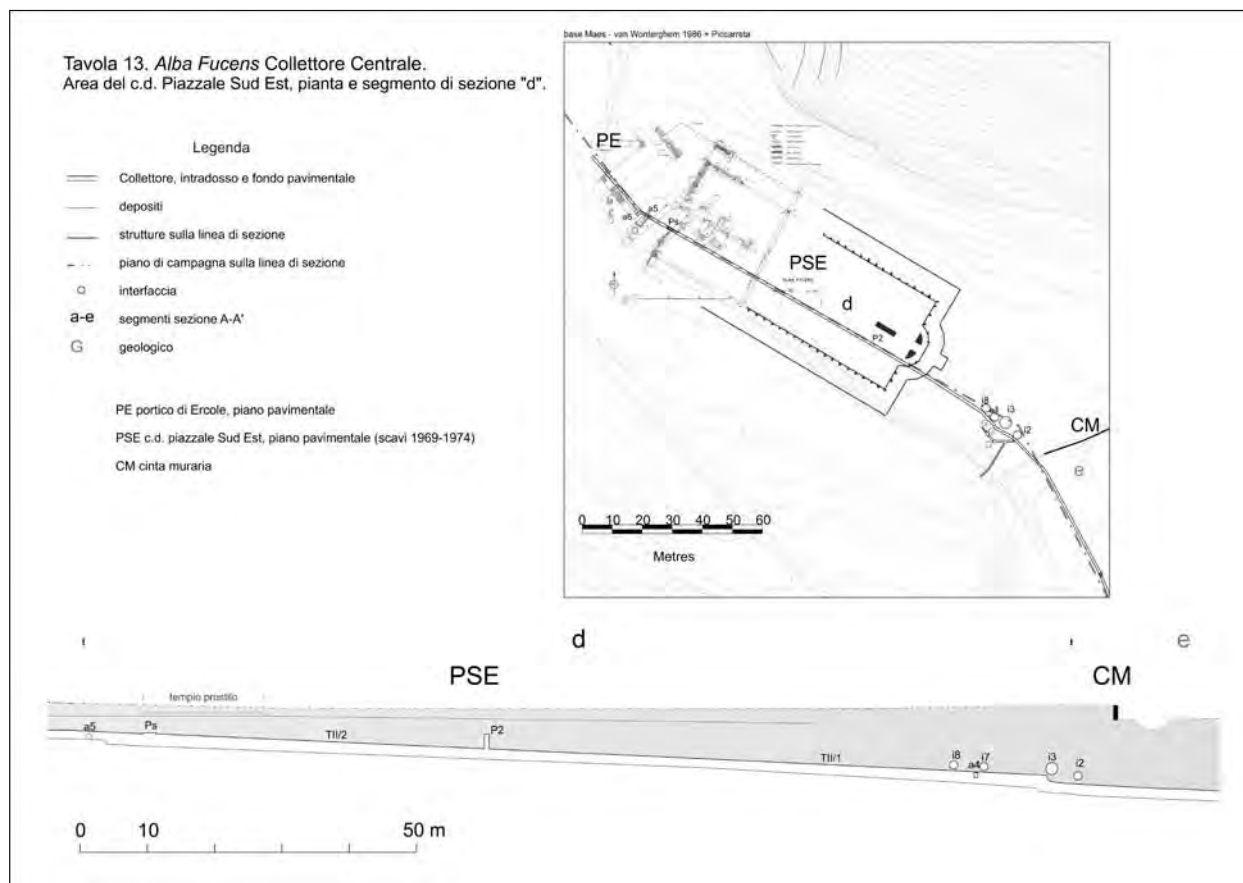 base Maes - van Wonterghem 1986 + Piccarreta
Tavola 13. Alba Fucens Collettore Centrale.
Area del c.d. Piazzale Sud Est, pianta e segmento di sezione "d".
Legenda
Collettore, intradosso e fondo pavimentale
depositi
strutture sulla linea di sezione
piano di campagna sulla linea di sezione
interfaccia
a-e segmenti sezione A-A'
G geologico
PE portico di Ercole, piano pavimentale
PSE c.d. piazzale Sud Est, piano pavimentale (scavi 1969-1974)
CM cinta muraria
PE
a5
a6
Ps
PSE
d
P2
i8
i3
i2
CM
e
0 10 20 30 40 50 60
Metres
d
e
PSE
CM
tempio prostilo
a5
Ps
TII/2
P2
TII/1
i8
a4
i7
i3
i2
0 10 50 m